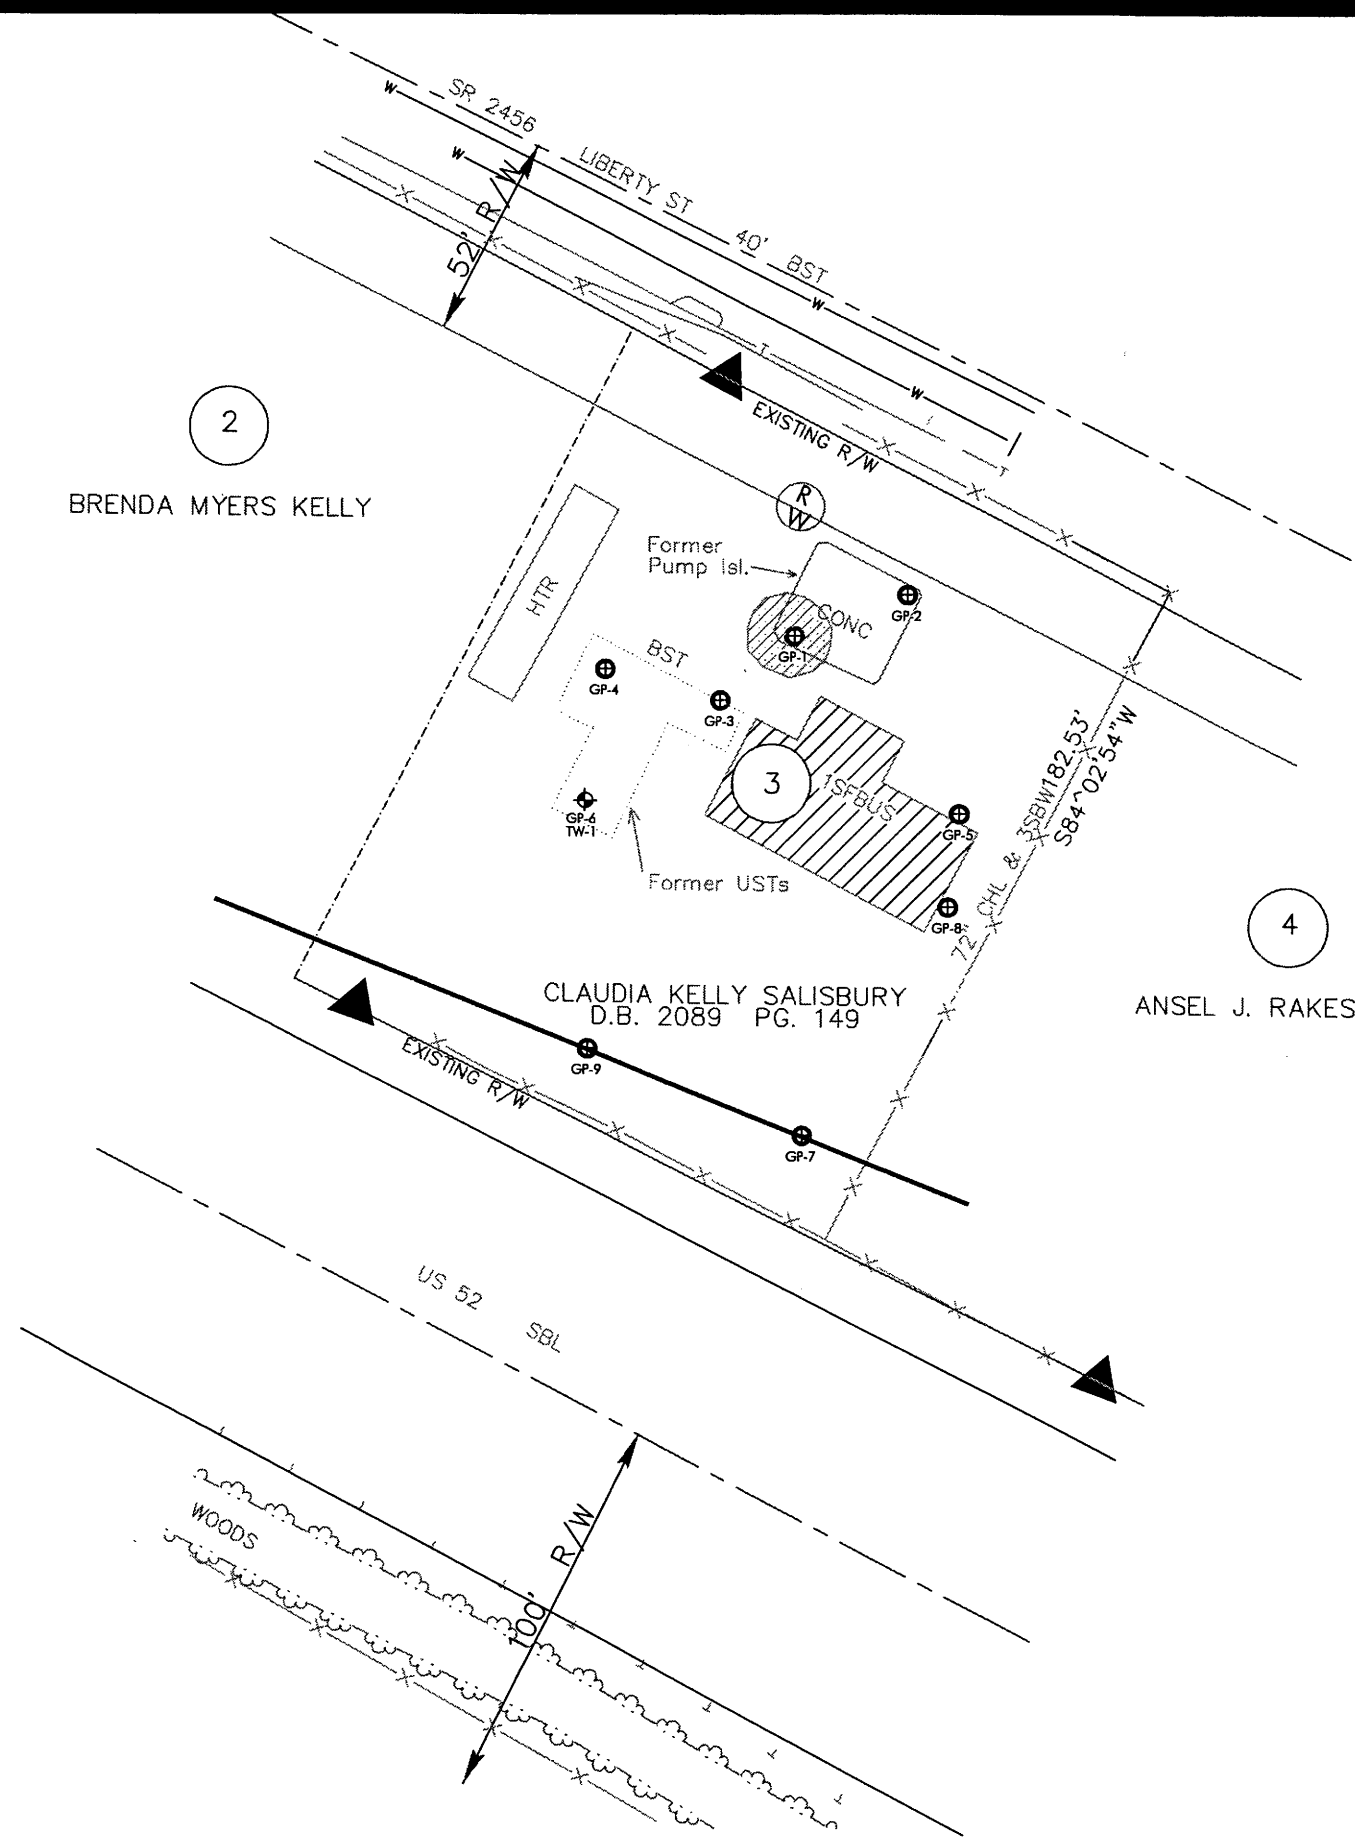 W
SR 2456
W
LIBERTY ST
40' BST
52' R/W
W
T
W
EXISTING R/W
T
2
BRENDA MYERS KELLY
R
W
Former
Pump Isl.
HTR
CONC
GP-2
GP-1
BST
GP-4
GP-3
72" CHL & 3SBW182.53'
S84^02'54"W
3
1SFBUS
GP-6
TW-1
GP-5
Former USTs
GP-8
4
ANSEL J. RAKES
CLAUDIA KELLY SALISBURY
D.B. 2089 PG. 149
EXISTING R/W
GP-9
GP-7
US 52
SBL
WOODS
100' R/W